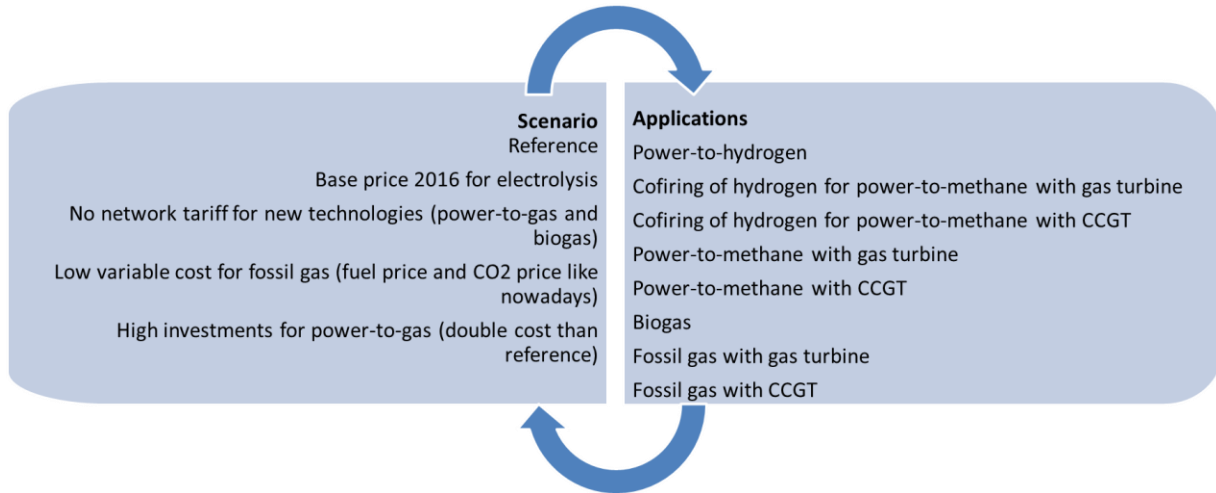 Scenario
Reference
Base price 2016 for electrolysis
No network tariff for new technologies (power-to-gas and
biogas)
Low variable cost for fossil gas (fuel price and CO2 price like
nowadays)
High investments for power-to-gas (double cost than
reference)
Applications
Power-to-hydrogen
Cofiring of hydrogen for power-to-methane with gas turbine
Cofiring of hydrogen for power-to-methane with CCGT
Power-to-methane with gas turbine
Power-to-methane with CCGT
Biogas
Fossil gas with gas turbine
Fossil gas with CCGT